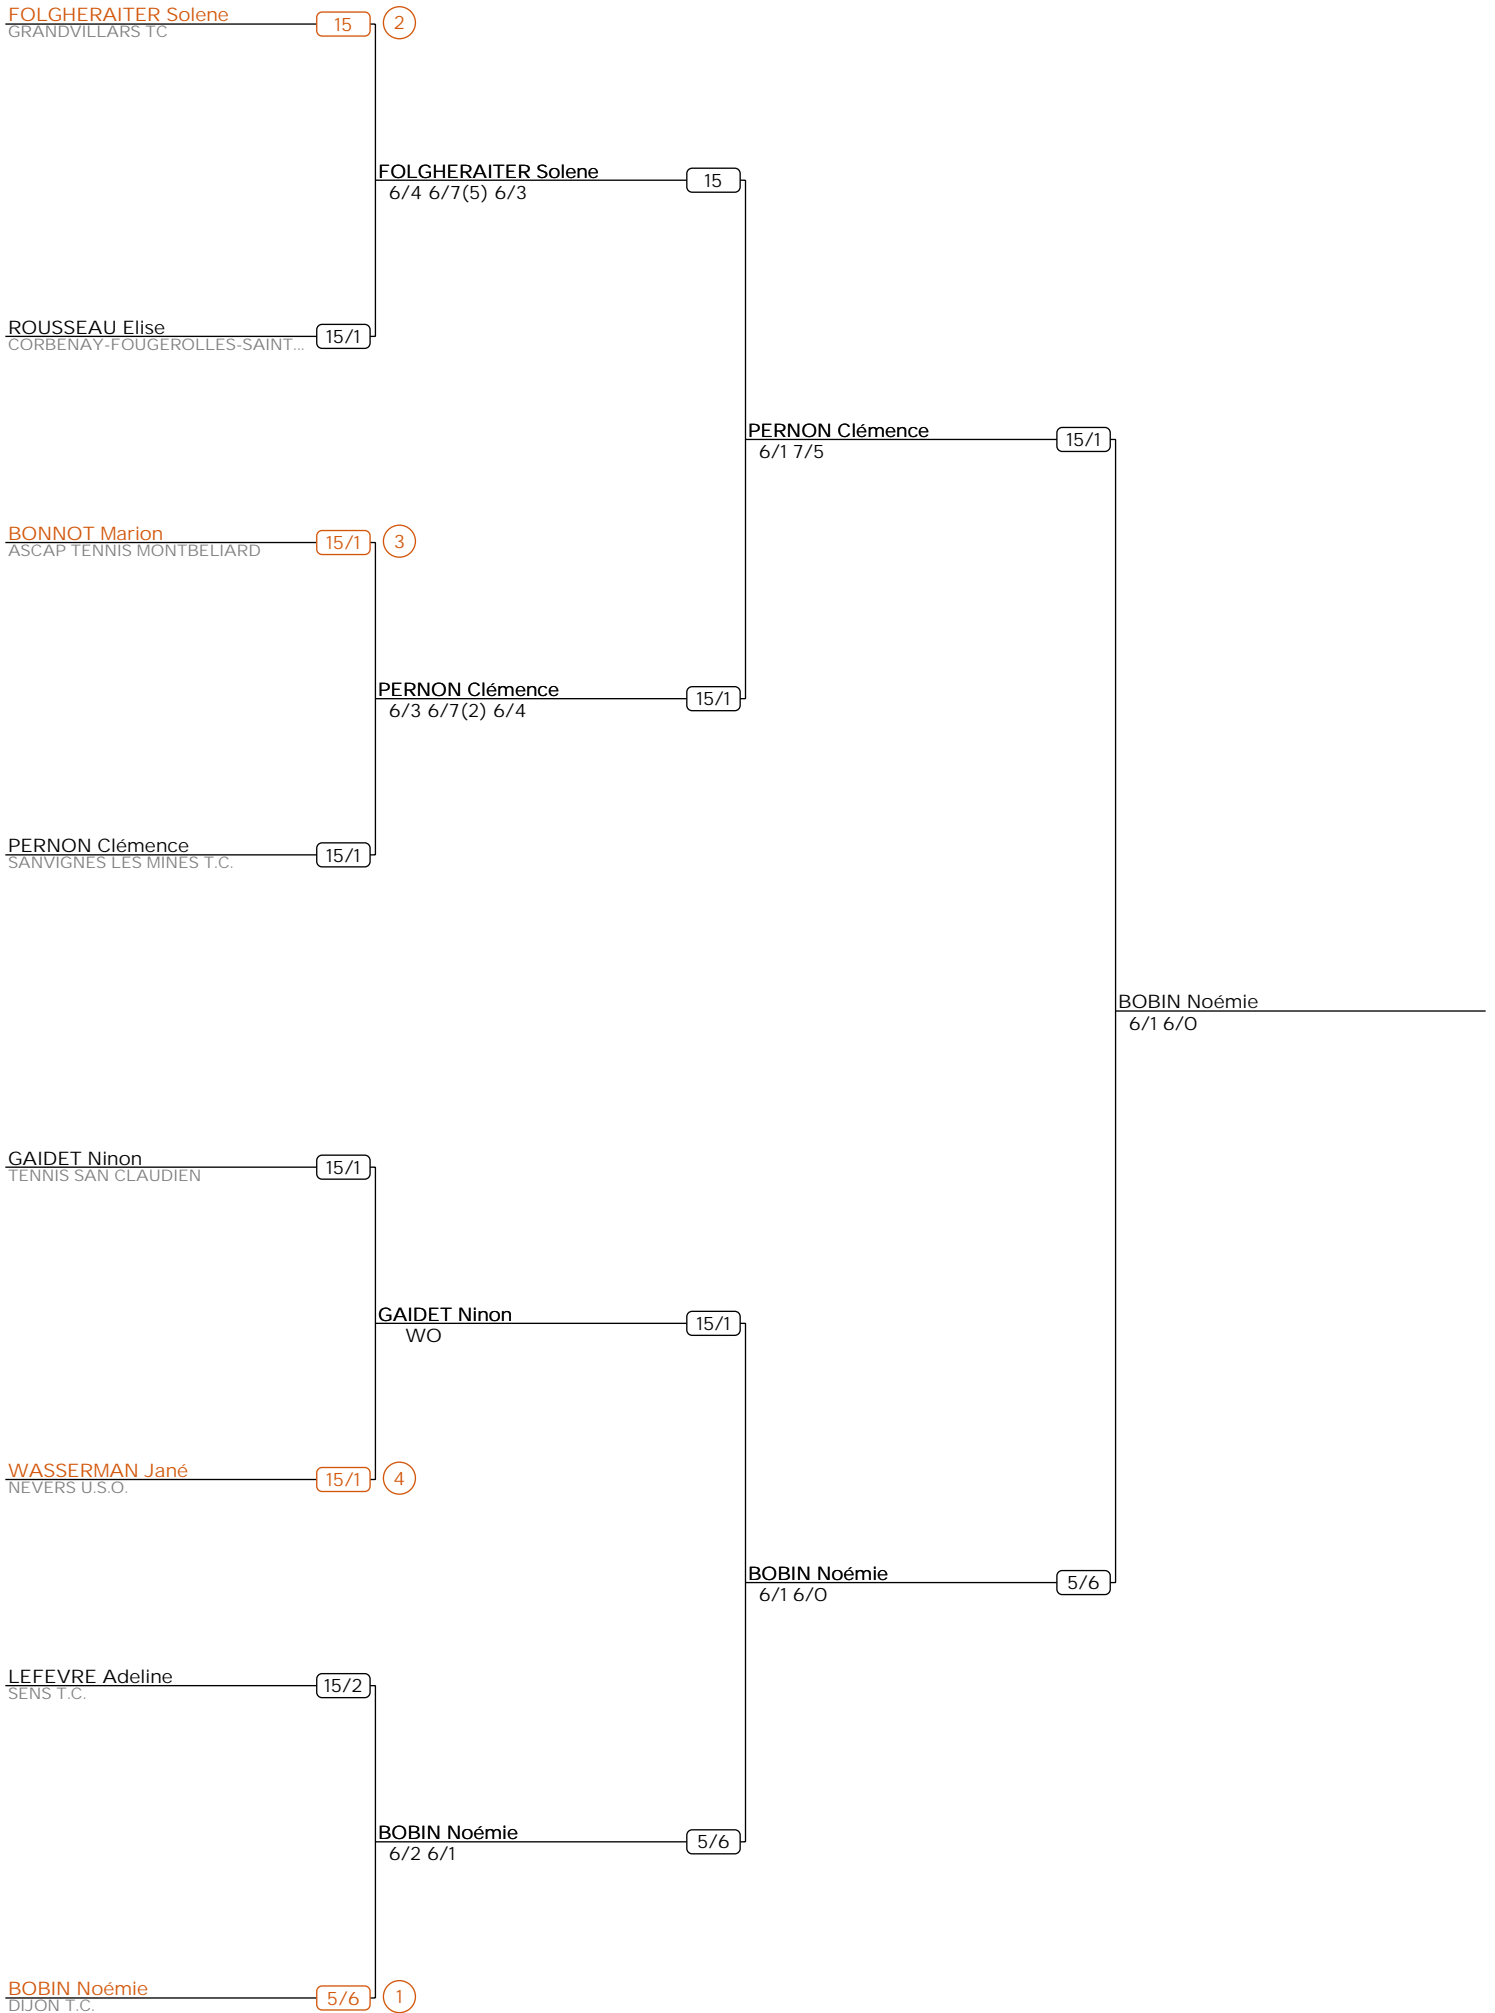 FOLGHERAITER Solene
GRANDVILLARS TC
15
2
FOLGHERAITER Solene
6/4 6/7(5) 6/3
15
ROUSSEAU Elise
CORBENAY-FOUGEROLLES-SAINT...
15/1
PERNON Clémence
6/1 7/5
15/1
BONNOT Marion
ASCAP TENNIS MONTBELIARD
15/1
3
PERNON Clémence
6/3 6/7(2) 6/4
15/1
PERNON Clémence
SANVIGNES LES MINES T.C.
15/1
BOBIN Noémie
6/1 6/0
GAIDET Ninon
TENNIS SAN CLAUDIEN
15/1
GAIDET Ninon
WO
15/1
WASSERMAN Jané
NEVERS U.S.O.
15/1
4
BOBIN Noémie
6/1 6/0
5/6
LEFEVRE Adeline
SENS T.C.
15/2
BOBIN Noémie
6/2 6/1
5/6
BOBIN Noémie
DIJON T.C.
5/6
1